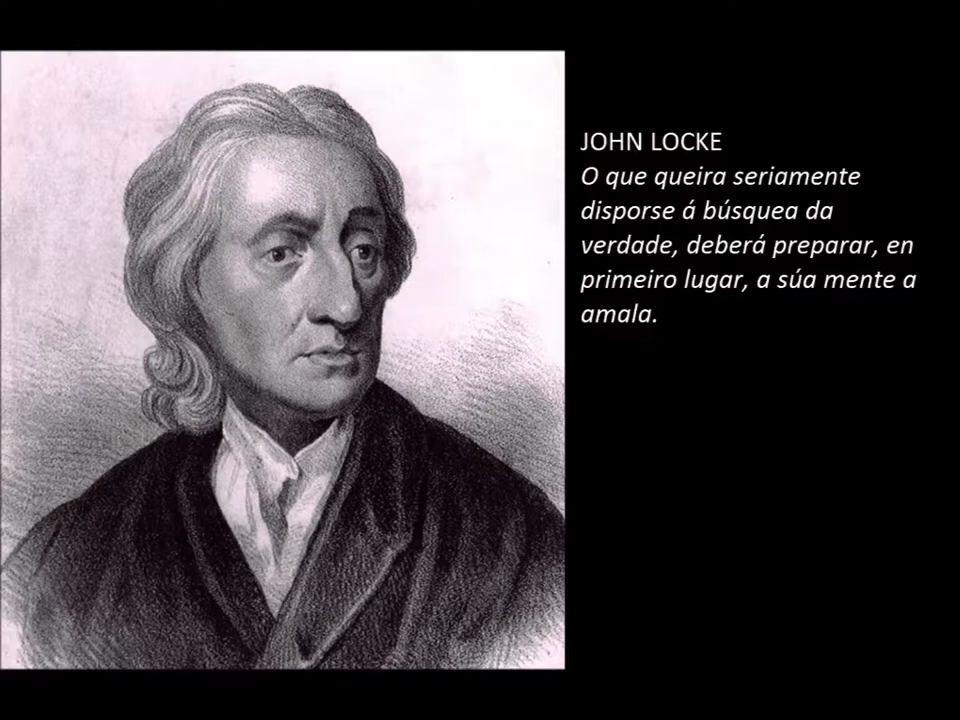 JOHN LOCKE
O que queira seriamente
disporse á búsquea da
verdade, deberá preparar, en
primeiro lugar, a súa mente a
amala.